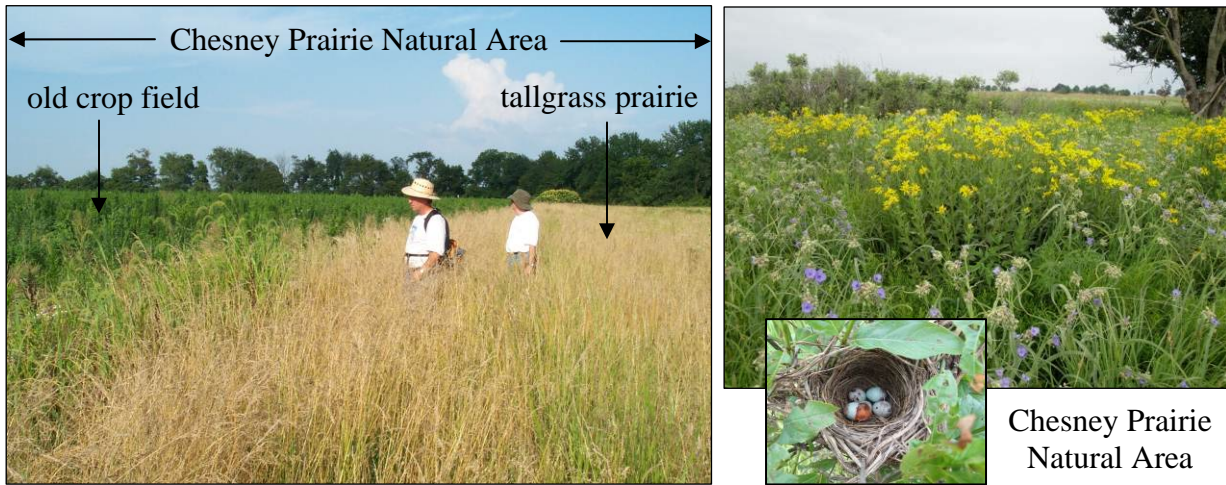 Chesney Prairie Natural Area
old crop field
tallgrass prairie
Chesney Prairie
Natural Area